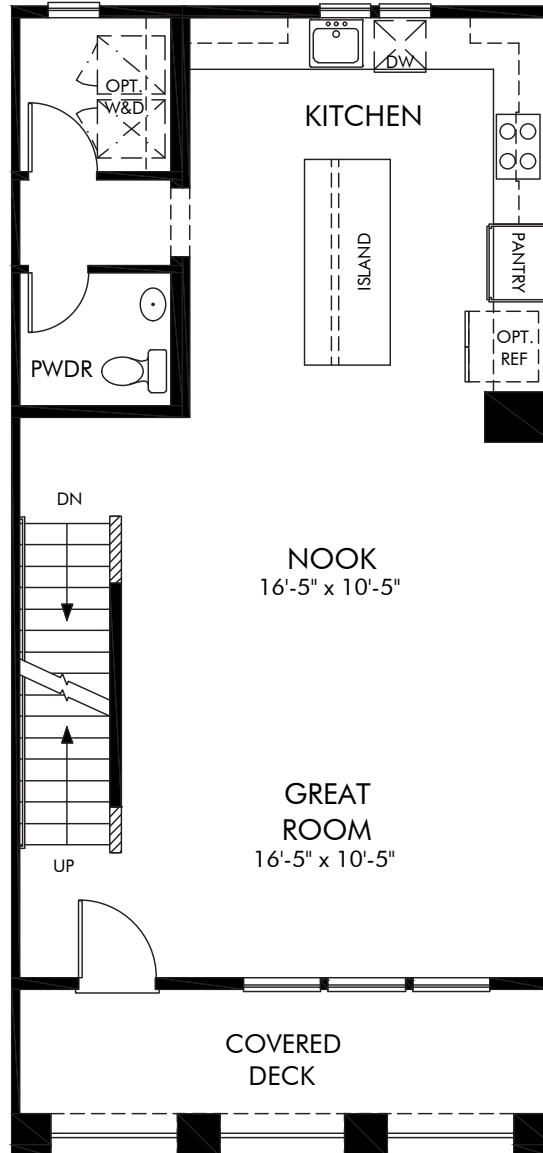 OPT.
W&D
DW
KITCHEN
ISLAND
PANTRY
OPT.
REF
PWDR
DN
NOOK
16'-5" x 10'-5"
GREAT
ROOM
16'-5" x 10'-5"
UP
COVERED
DECK